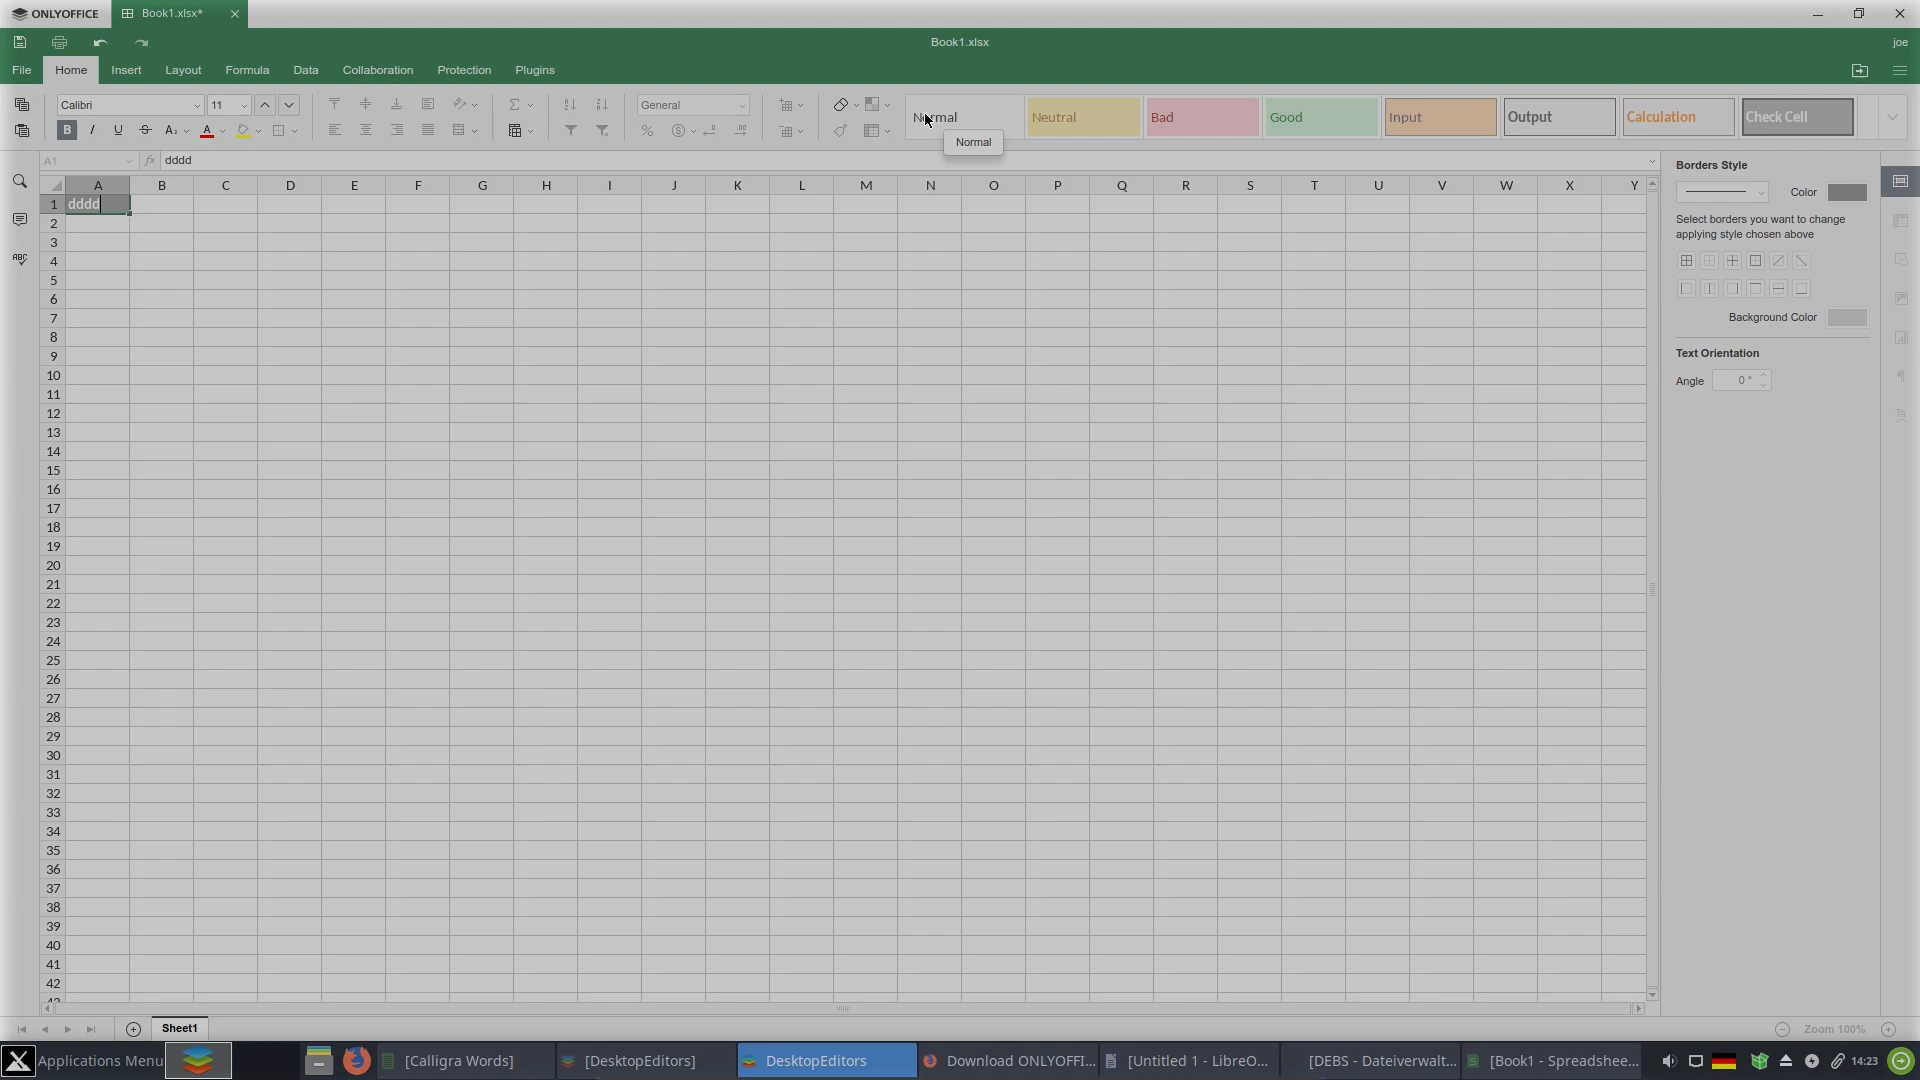 ONLYOFFICE Book1.xlsx*
Book1.xlsx joe
File Home Insert Layout Formula Data Collaboration Protection Plugins
Calibri 11 General Normal Neutral Bad Good Input Output Calculation Check Cell
Normal
A1 fx dddd
A B C D E F G H I J K L M N O P Q R S T U V W X Y
1 dddd
2
3
4
5
6
7
8
9
10
11
12
13
14
15
16
17
18
19
20
21
22
23
24
25
26
27
28
29
30
31
32
33
34
35
36
37
38
39
40
41
42
43
Borders Style
Color
Select borders you want to change
applying style chosen above
Background Color
Text Orientation
Angle 0 °
Sheet1 Zoom 100%
Applications Menu [Calligra Words] [DesktopEditors] DesktopEditors Download ONLYOFFI... [Untitled 1 - LibreO... [DEBS - Dateiverwalt... [Book1 - Spreadshee... 14:23